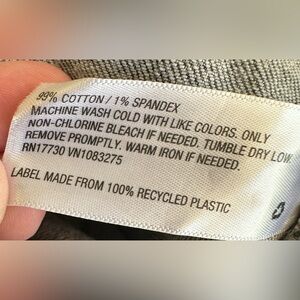 99% COTTON / 1% SPANDEX
MACHINE WASH COLD WITH LIKE COLORS. ONLY
NON-CHLORINE BLEACH IF NEEDED. TUMBLE DRY LOW.
REMOVE PROMPTLY. WARM IRON IF NEEDED.
RN17730 VN1083275
LABEL MADE FROM 100% RECYCLED PLASTIC